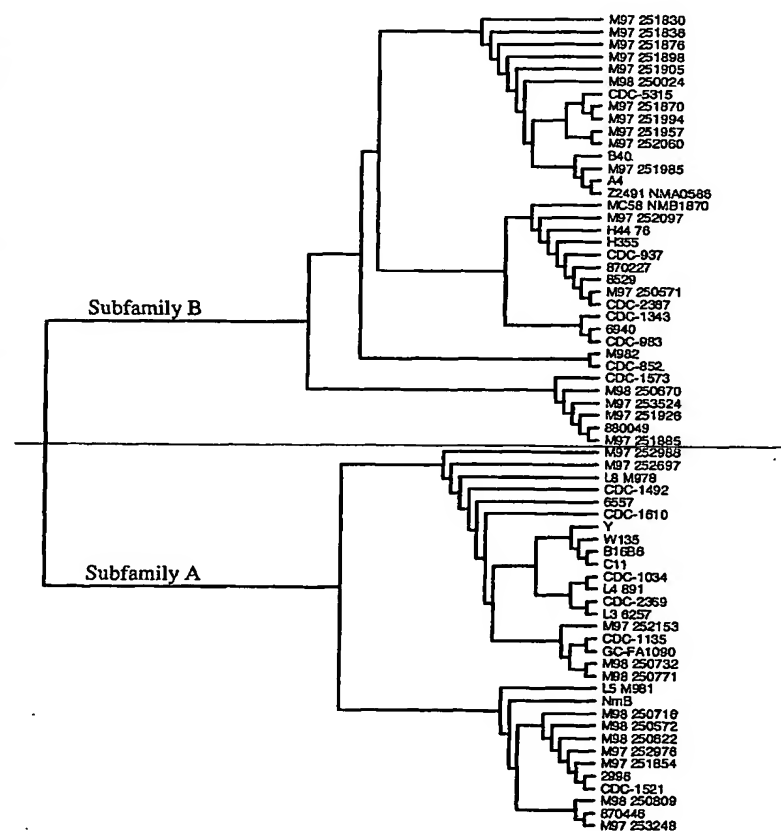 M97 251830
M97 251838
M97 251876
M97 251898
M97 251905
M98 250024
CDC-5315
M97 251870
M97 251994
M97 251957
M97 252060
B40.
M97 251985
A4
Z2491 NMA0586
MC58 NMB1870
M97 252097
H44 76
H355
CDC-937
870227
8529
M97 250571
CDC-2387
CDC-1343
6940
CDC-983
M982
CDC-852
CDC-1573
M98 250670
M97 253524
M97 251926
880049
M97 251885
Subfamily B
M97 252988
M97 252697
L8 M978
CDC-1492
6557
CDC-1610
Y
W135
B16B6
C11
CDC-1034
L4 891
CDC-2369
L3 6257
M97 252153
CDC-1135
GC-FA1090
M98 250732
M98 250771
L5 M981
NmB
M98 250716
M98 250572
M98 250622
M97 252976
M97 251854
2996
CDC-1521
M98 250809
870446
M97 253248
Subfamily A